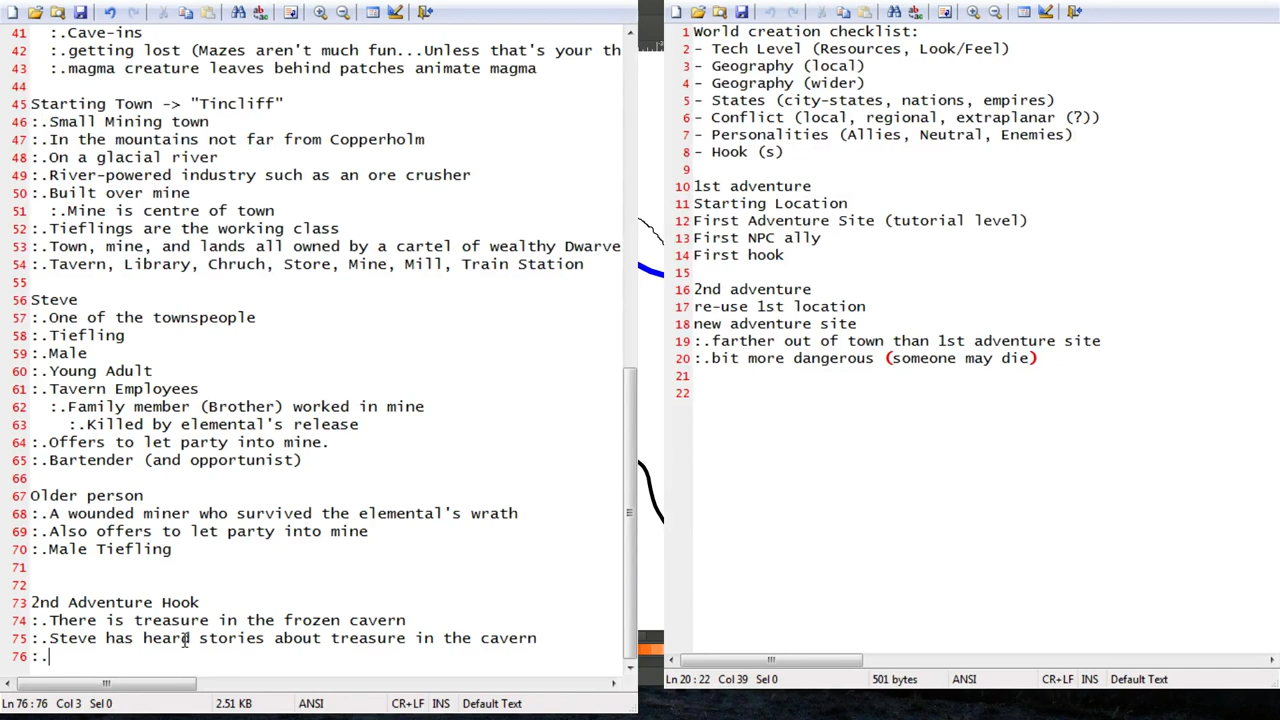 41 :.Cave-ins
42 :.getting lost (Mazes aren't much fun...Unless that's your th
43 :.magma creature leaves behind patches animate magma
44
45 Starting Town -> "Tincliff"
46 :.Small Mining town
47 :.In the mountains not far from Copperholm
48 :.On a glacial river
49 :.River-powered industry such as an ore crusher
50 :.Built over mine
51 :.Mine is centre of town
52 :.Tieflings are the working class
53 :.Town, mine, and lands all owned by a cartel of wealthy Dwarve
54 :.Tavern, Library, Chruch, Store, Mine, Mill, Train Station
55
56 Steve
57 :.One of the townspeople
58 :.Tiefling
59 :.Male
60 :.Young Adult
61 :.Tavern Employees
62 :.Family member (Brother) worked in mine
63 :.Killed by elemental's release
64 :.Offers to let party into mine.
65 :.Bartender (and opportunist)
66
67 Older person
68 :.A wounded miner who survived the elemental's wrath
69 :.Also offers to let party into mine
70 :.Male Tiefling
71
72
73 2nd Adventure Hook
74 :.There is treasure in the frozen cavern
75 :.Steve has heard stories about treasure in the cavern
76 :.
Ln 76 : 76 Col 3 Sel 0 2.51 KB ANSI CR+LF INS Default Text
1 World creation checklist:
2 - Tech Level (Resources, Look/Feel)
3 - Geography (local)
4 - Geography (wider)
5 - States (city-states, nations, empires)
6 - Conflict (local, regional, extraplanar (?))
7 - Personalities (Allies, Neutral, Enemies)
8 - Hook (s)
9
10 1st adventure
11 Starting Location
12 First Adventure Site (tutorial level)
13 First NPC ally
14 First hook
15
16 2nd adventure
17 re-use 1st location
18 new adventure site
19 :.farther out of town than 1st adventure site
20 :.bit more dangerous (someone may die)
21
22
Ln 20 : 22 Col 39 Sel 0 501 bytes ANSI CR+LF INS Default Text